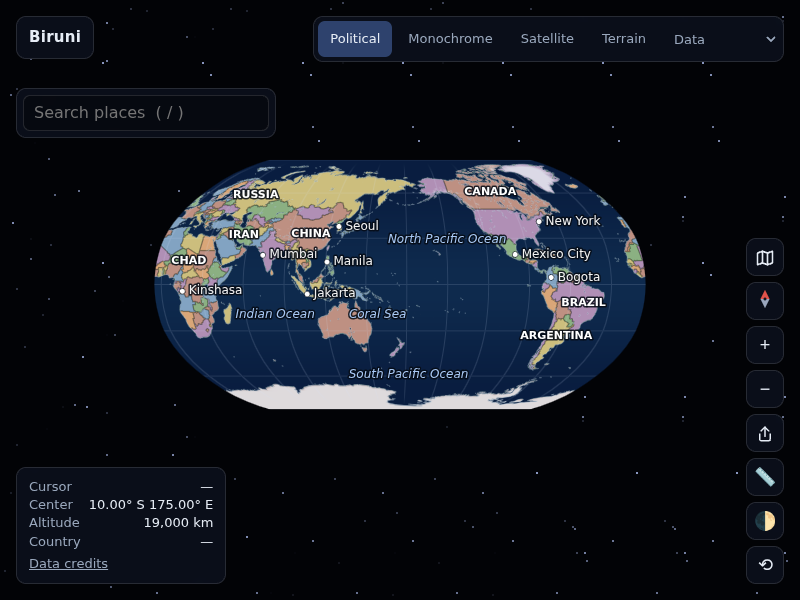 Biruni
Political
Monochrome
Satellite
Terrain
Data
Search places  ( / )
RUSSIA
CANADA
IRAN
CHINA
Seoul
New York
North Pacific Ocean
Mumbai
CHAD
Manila
Mexico City
Bogota
Kinshasa
Jakarta
BRAZIL
Indian Ocean
Coral Sea
ARGENTINA
South Pacific Ocean
+
−
Cursor —
Center 10.00° S 175.00° E
Altitude 19,000 km
Country —
Data credits